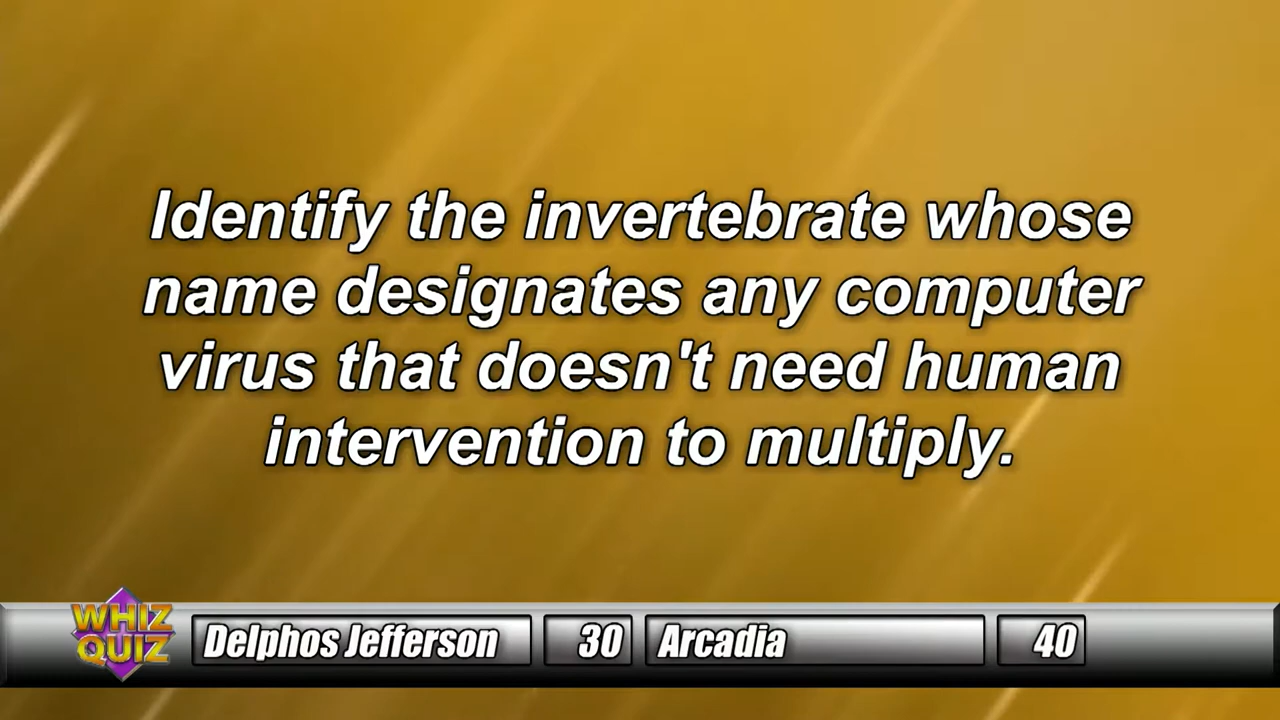 Identify the invertebrate whose
name designates any computer
virus that doesn't need human
intervention to multiply.
WHIZ
QUIZ
Delphos Jefferson 30 Arcadia 40